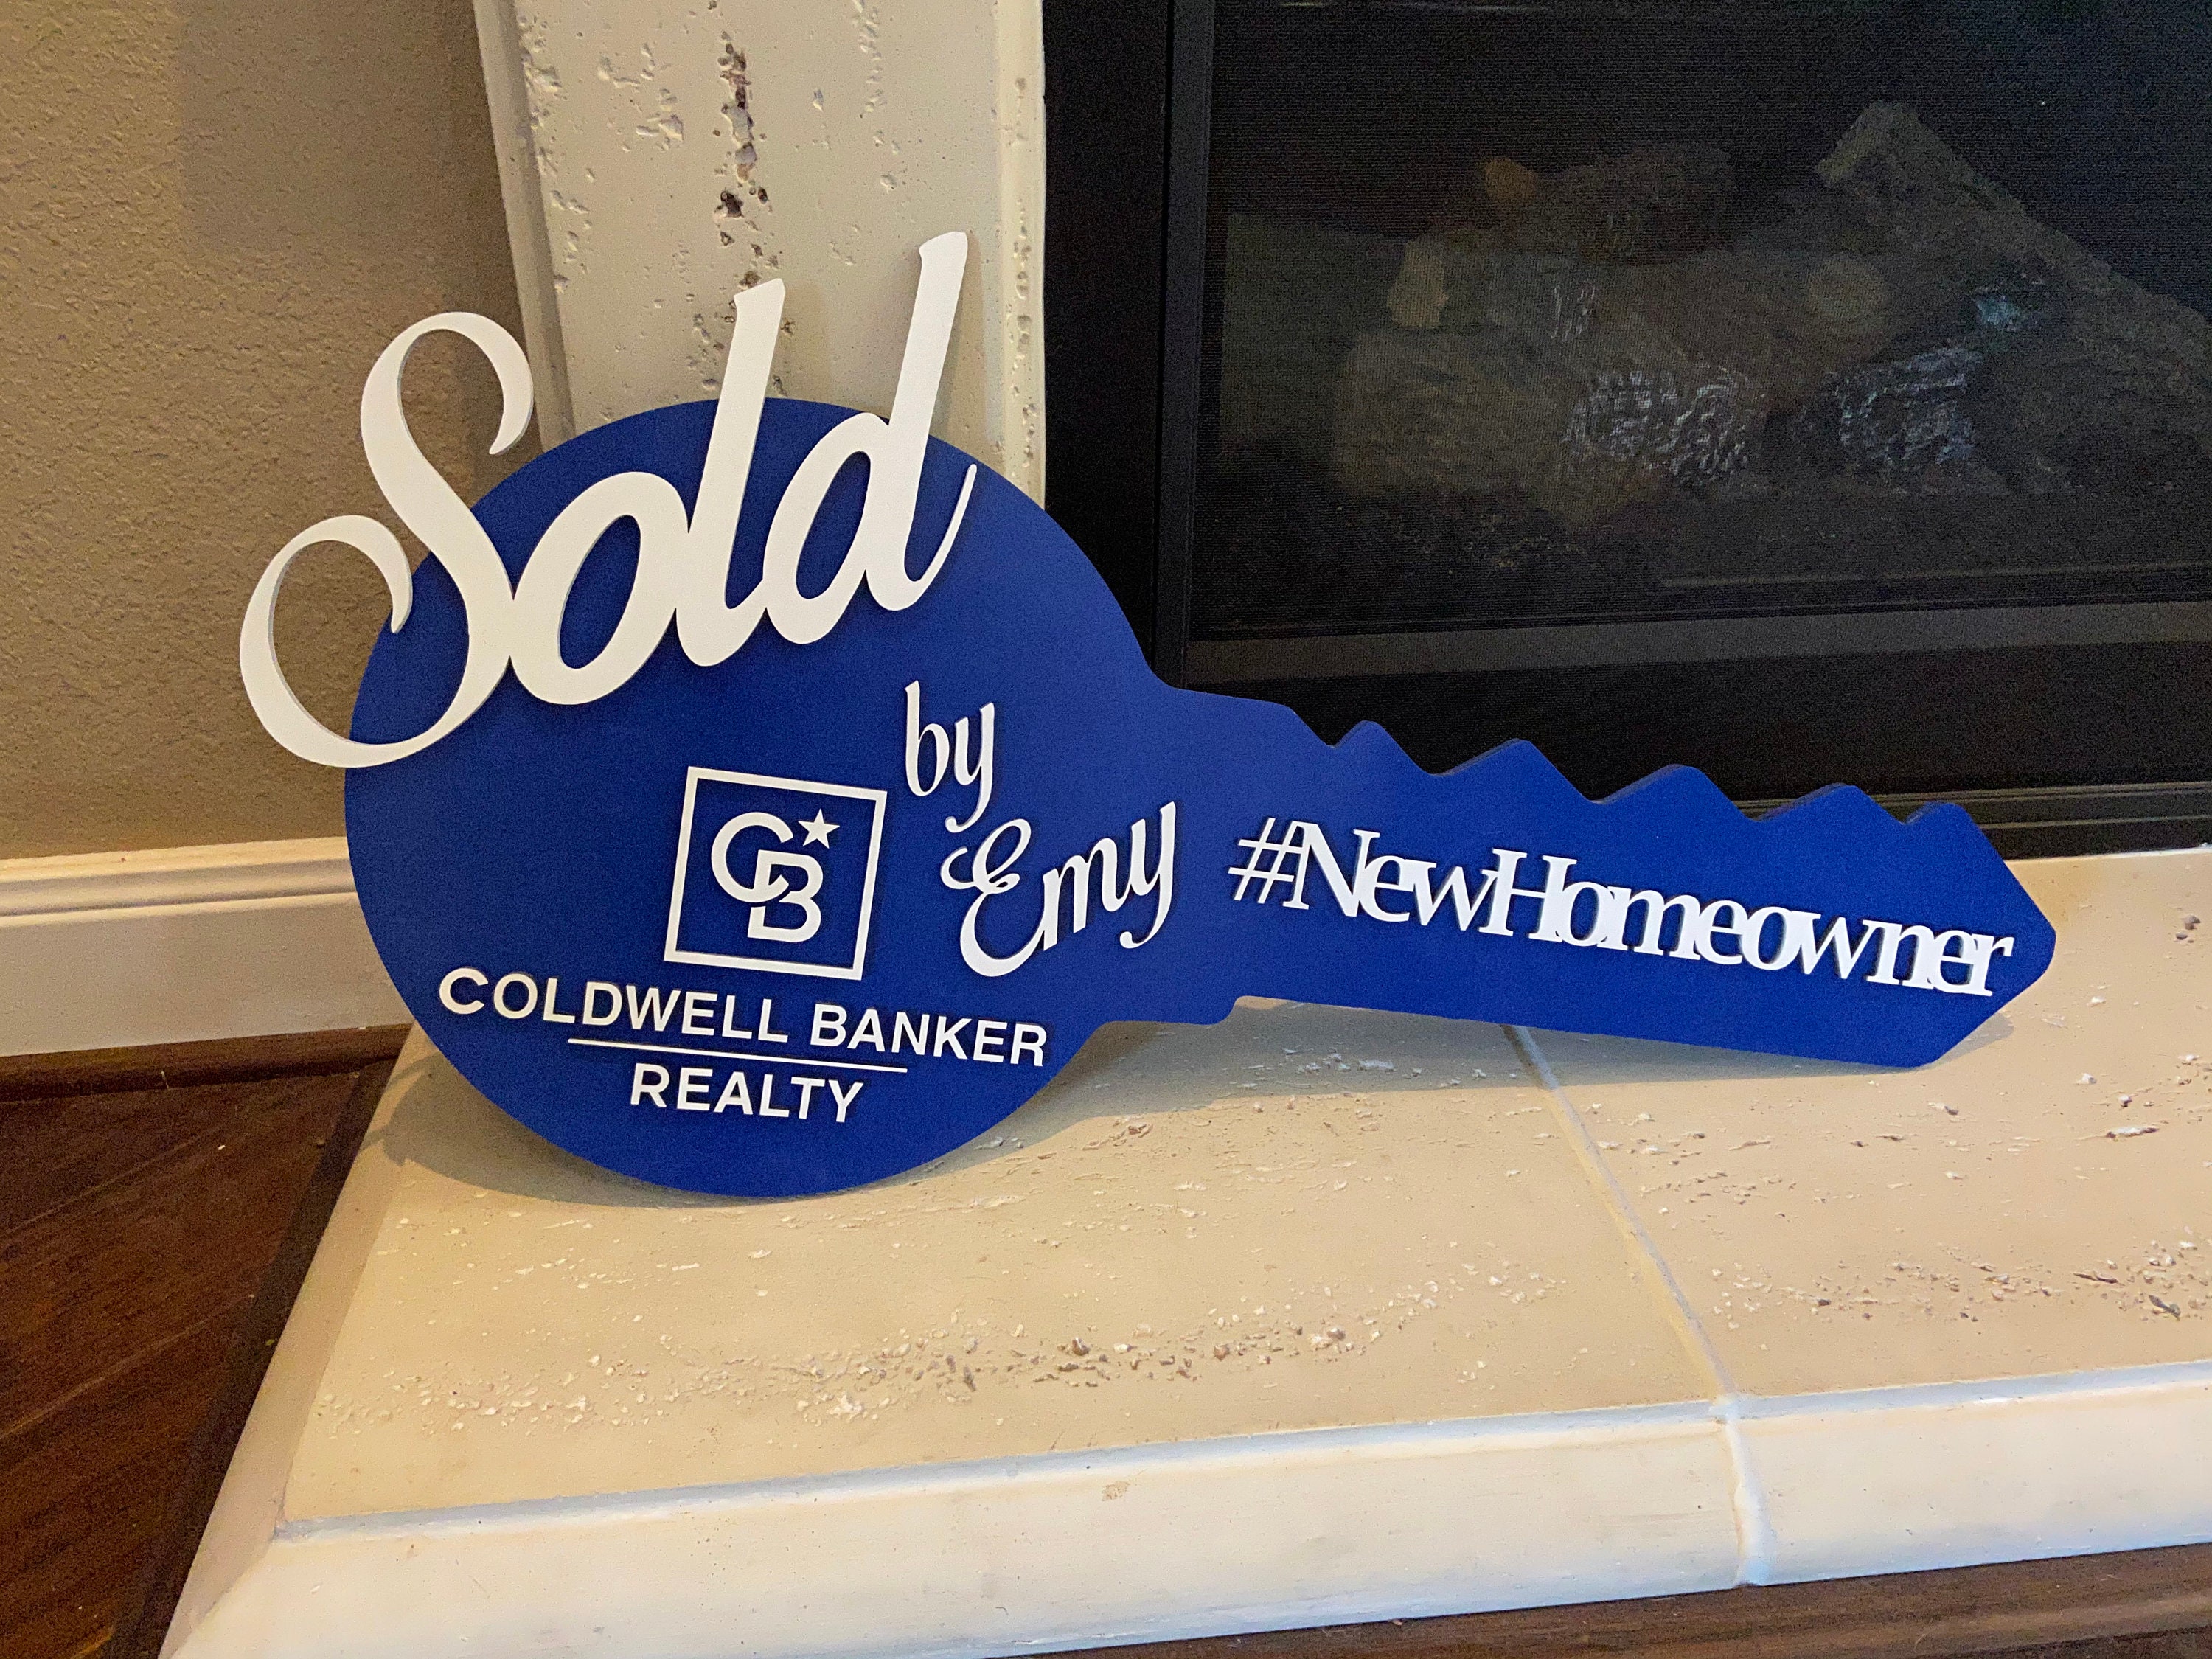 Sold
by
Emy
#NewHomeowner
CB
COLDWELL BANKER
REALTY